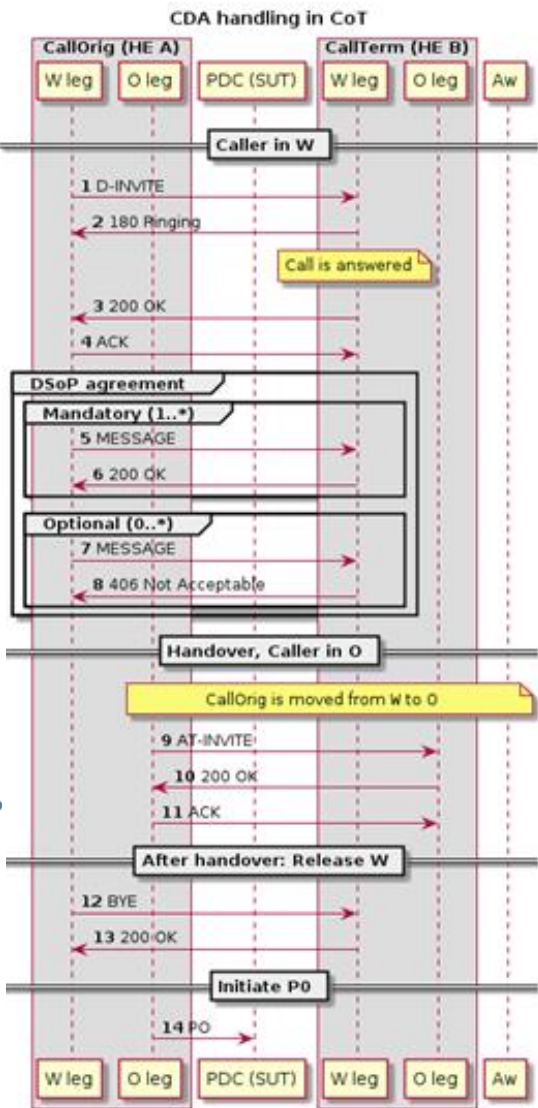 CDA handling in CoT
CallOrig (HE A)
CallTerm (HE B)
W leg
O leg
PDC (SUT)
W leg
O leg
Aw
Caller in W
1 D-INVITE
2 180 Ringing
Call is answered
3 200 OK
4 ACK
DSoP agreement
Mandatory (1..*)
5 MESSAGE
6 200 OK
Optional (0..*)
7 MESSAGE
8 406 Not Acceptable
Handover, Caller in O
CallOrig is moved from W to O
9 AT-INVITE
10 200 OK
11 ACK
After handover: Release W
12 BYE
13 200 OK
Initiate P0
14 PO
W leg
O leg
PDC (SUT)
W leg
O leg
Aw